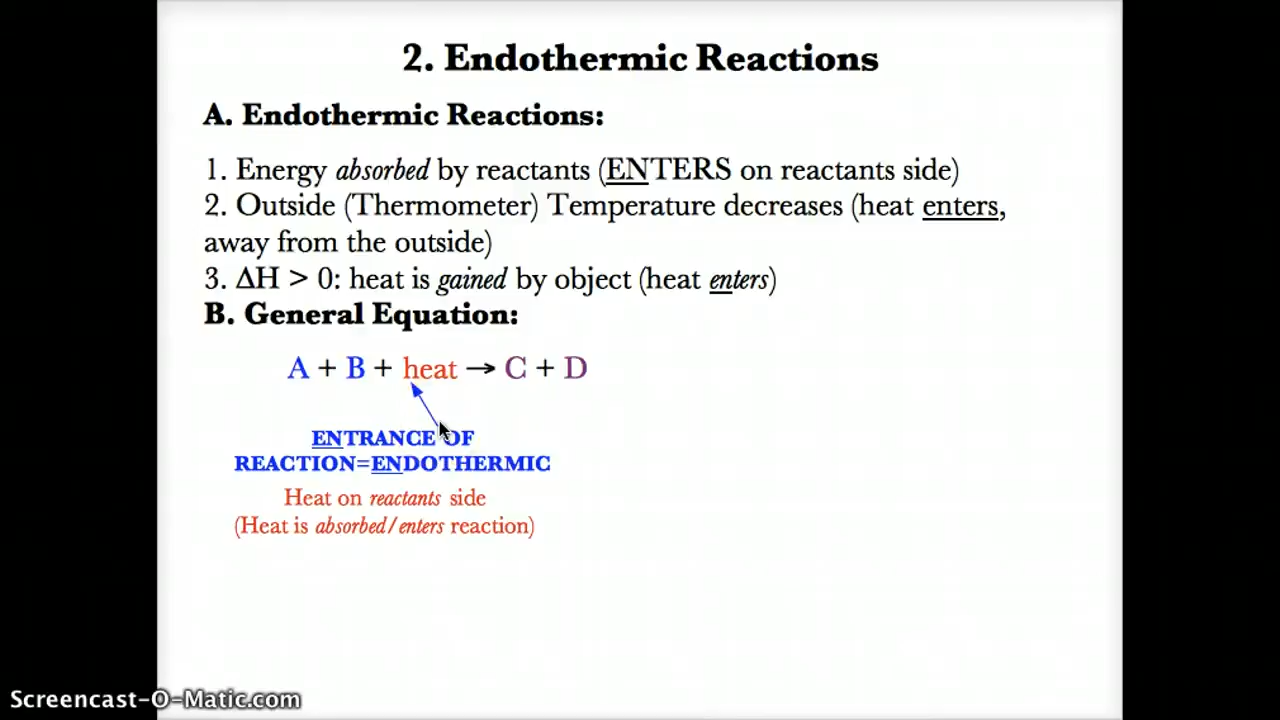 2. Endothermic Reactions
A. Endothermic Reactions:
1. Energy absorbed by reactants (ENTERS on reactants side)
2. Outside (Thermometer) Temperature decreases (heat enters,
away from the outside)
3. ΔH > 0: heat is gained by object (heat enters)
B. General Equation:
A + B + heat → C + D
ENTRANCE OF
REACTION=ENDOTHERMIC
Heat on reactants side
(Heat is absorbed/enters reaction)
Screencast-O-Matic.com